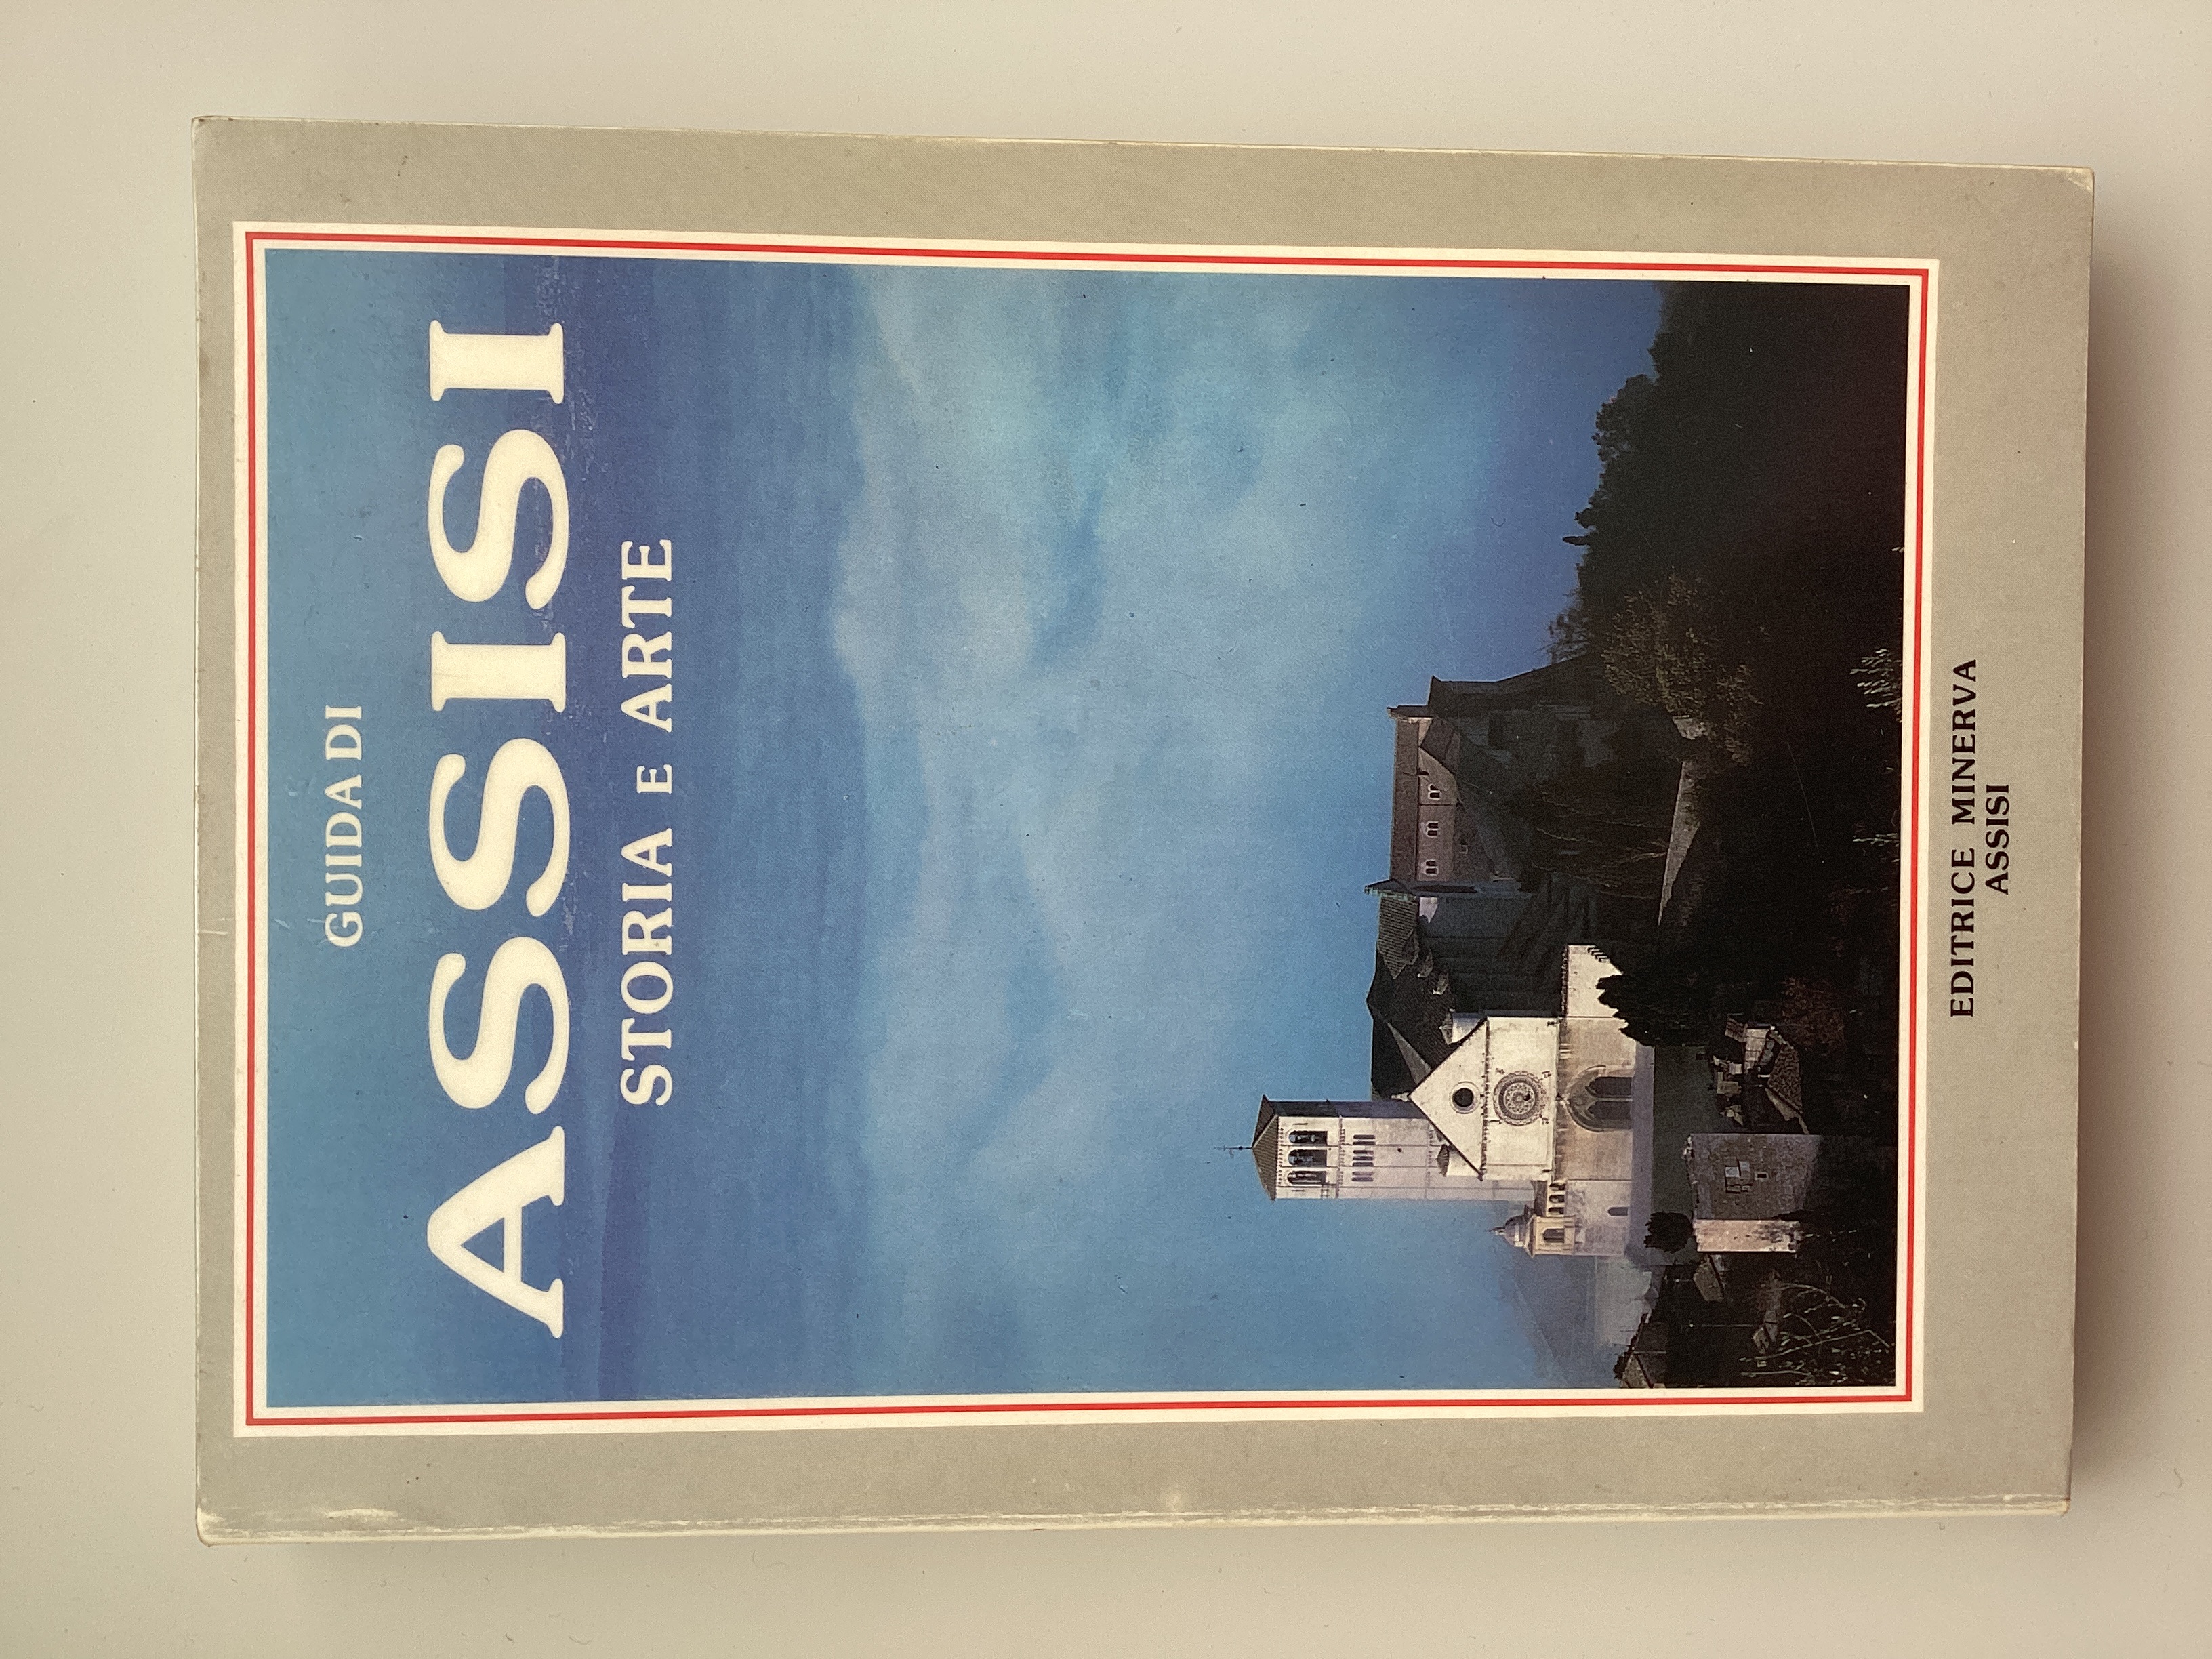 GUIDA DI
ASSISI
STORIA E ARTE
EDITRICE MINERVA
ASSISI